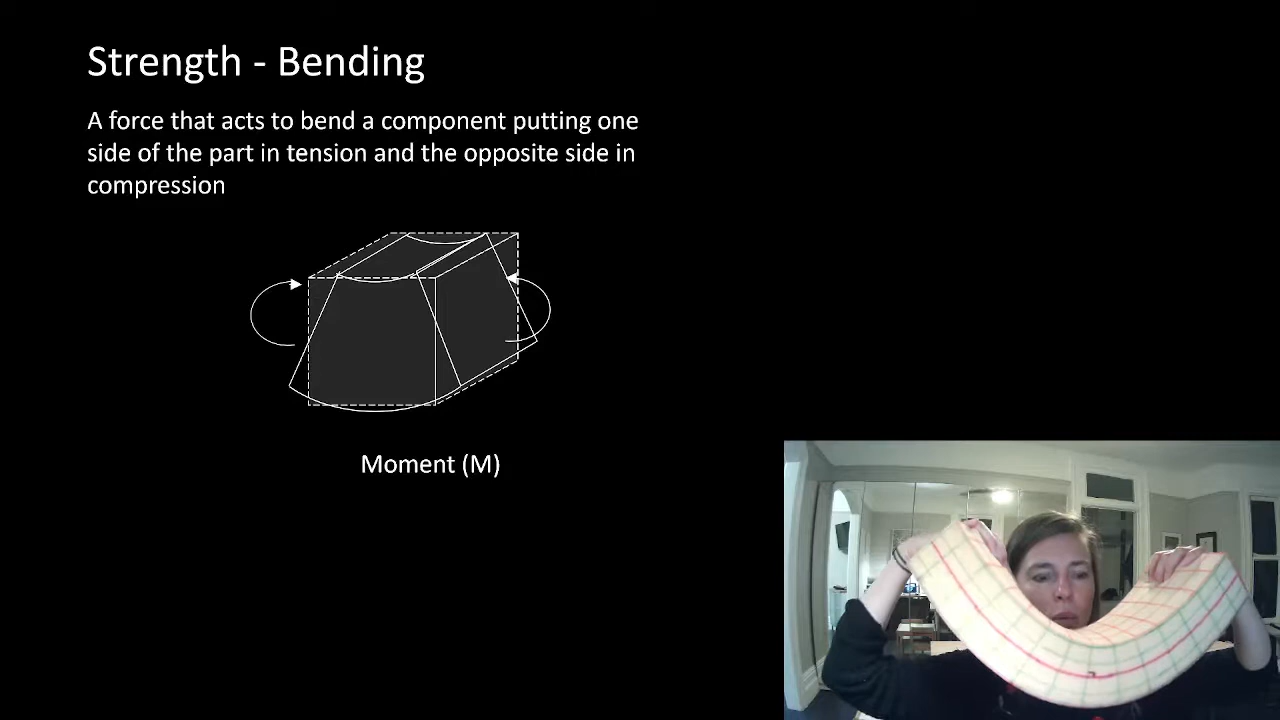 Strength - Bending
A force that acts to bend a component putting one
side of the part in tension and the opposite side in
compression
Moment (M)